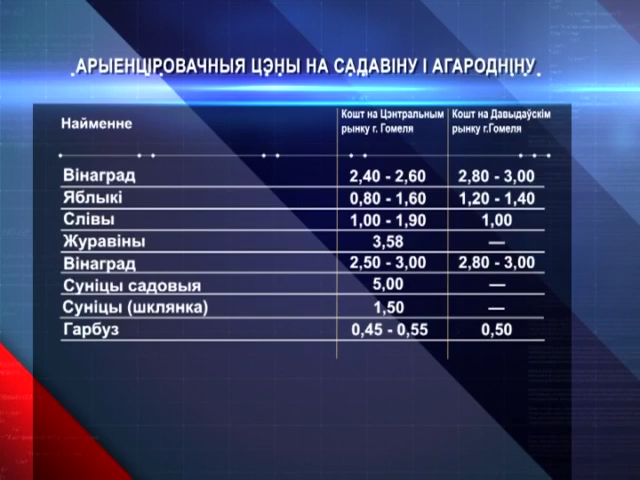 АРЫЕНЦІРОВАЧНЫЯ ЦЭНЫ НА САДАВІНУ І АГАРОДНІНУ
Найменне Кошт на Цэнтральным рынку г. Гомеля Кошт на Давыдаўскім рынку г.Гомеля
Вінаград 2,40 - 2,60 2,80 - 3,00
Яблыкі 0,80 - 1,60 1,20 - 1,40
Слівы 1,00 - 1,90 1,00
Журавіны 3,58 —
Вінаград 2,50 - 3,00 2,80 - 3,00
Суніцы садовыя 5,00 —
Суніцы (шклянка) 1,50 —
Гарбуз 0,45 - 0,55 0,50